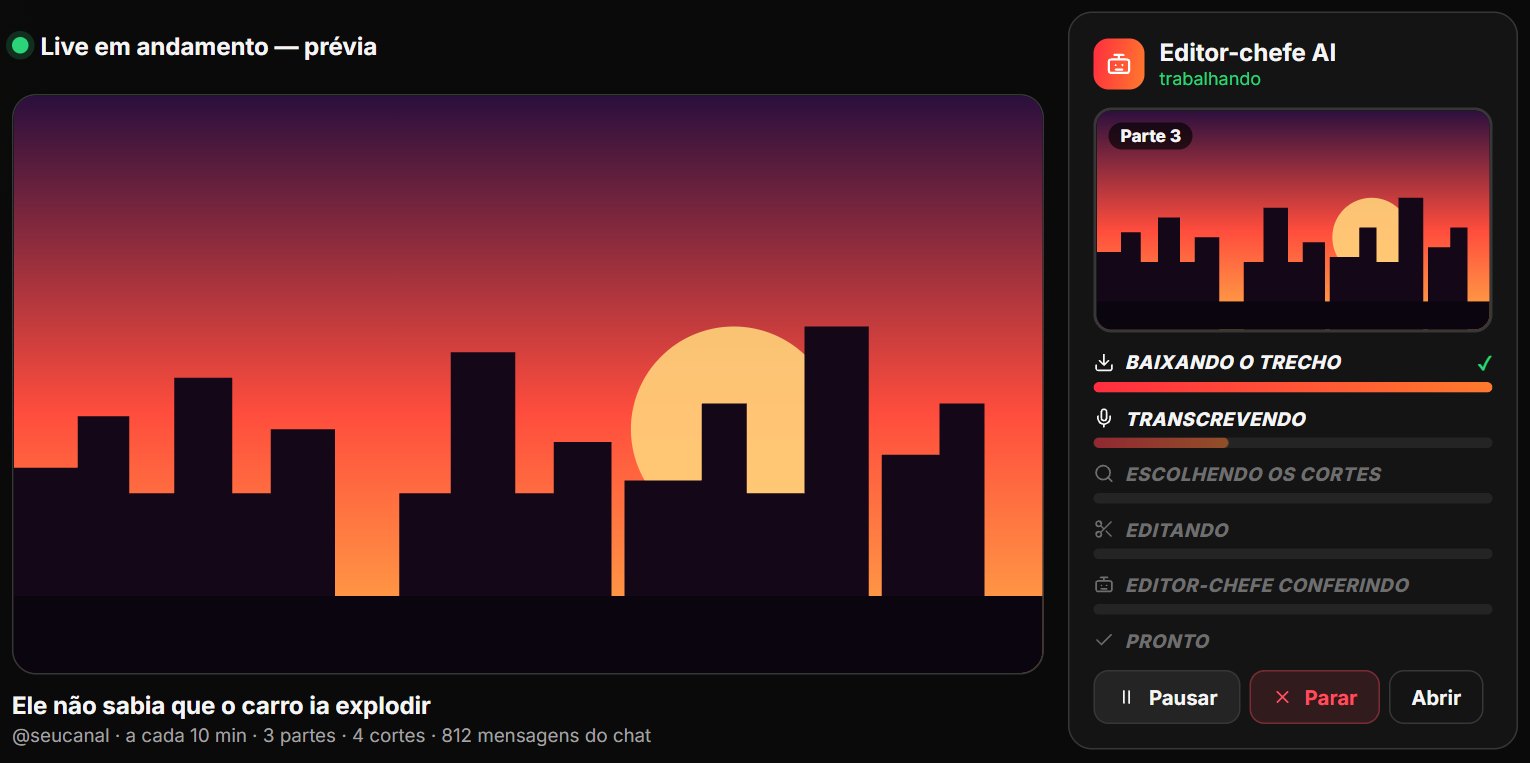 Live em andamento — prévia
Ele não sabia que o carro ia explodir
@seucanal · a cada 10 min · 3 partes · 4 cortes · 812 mensagens do chat
Editor-chefe AI
trabalhando
Parte 3
BAIXANDO O TRECHO ✓
TRANSCREVENDO
ESCOLHENDO OS CORTES
EDITANDO
EDITOR-CHEFE CONFERINDO
PRONTO
Pausar Parar Abrir